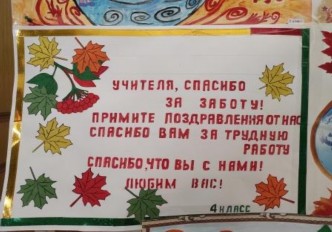 УЧИТЕЛЯ, СПАСИБО
ЗА ЗАБОТУ!
ПРИМИТЕ ПОЗДРАВЛЕНИЯ ОТ НАС
СПАСИБО ВАМ ЗА ТРУДНУЮ
РАБОТУ
СПАСИБО, ЧТО ВЫ С НАМИ!
ЛЮБИМ ВАС!
4 КЛАСС